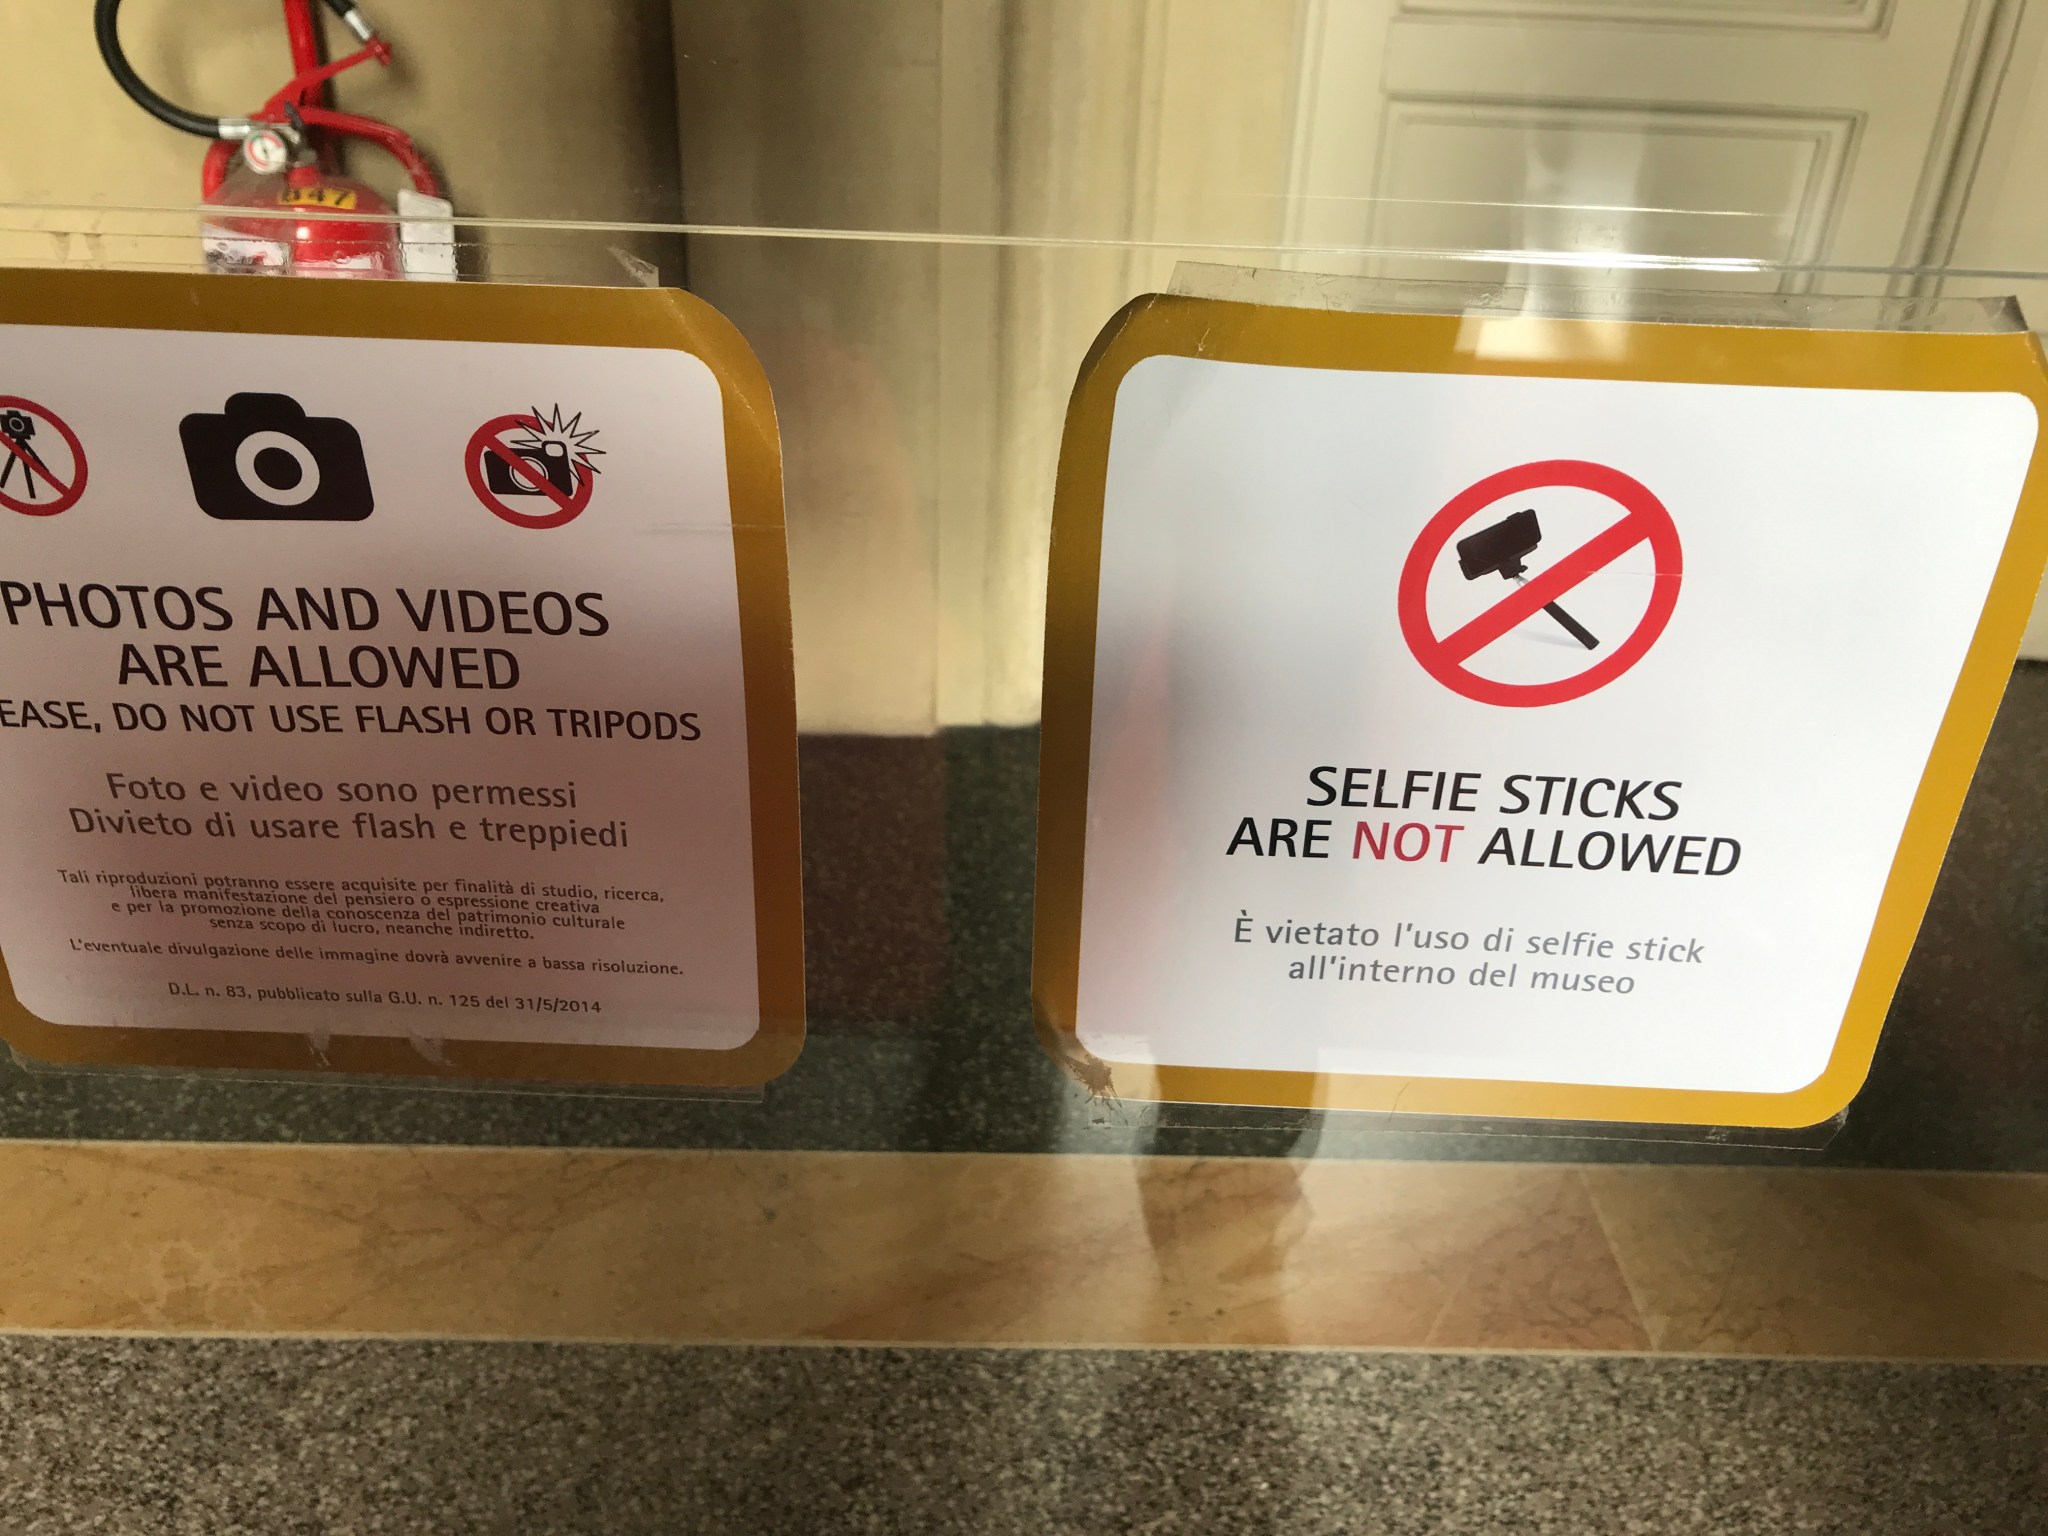 347
PHOTOS AND VIDEOS
ARE ALLOWED
EASE, DO NOT USE FLASH OR TRIPODS
Foto e video sono permessi
Divieto di usare flash e treppiedi
Tali riproduzioni potranno essere acquisite per finalità di studio, ricerca,
libera manifestazione del pensiero o espressione creativa
e per la promozione della conoscenza del patrimonio culturale
senza scopo di lucro, neanche indiretto.
L'eventuale divulgazione delle immagine dovrà avvenire a bassa risoluzione.
D.L. n. 83, pubblicato sulla G.U. n. 125 del 31/5/2014
SELFIE STICKS
ARE NOT ALLOWED
È vietato l'uso di selfie stick
all'interno del museo